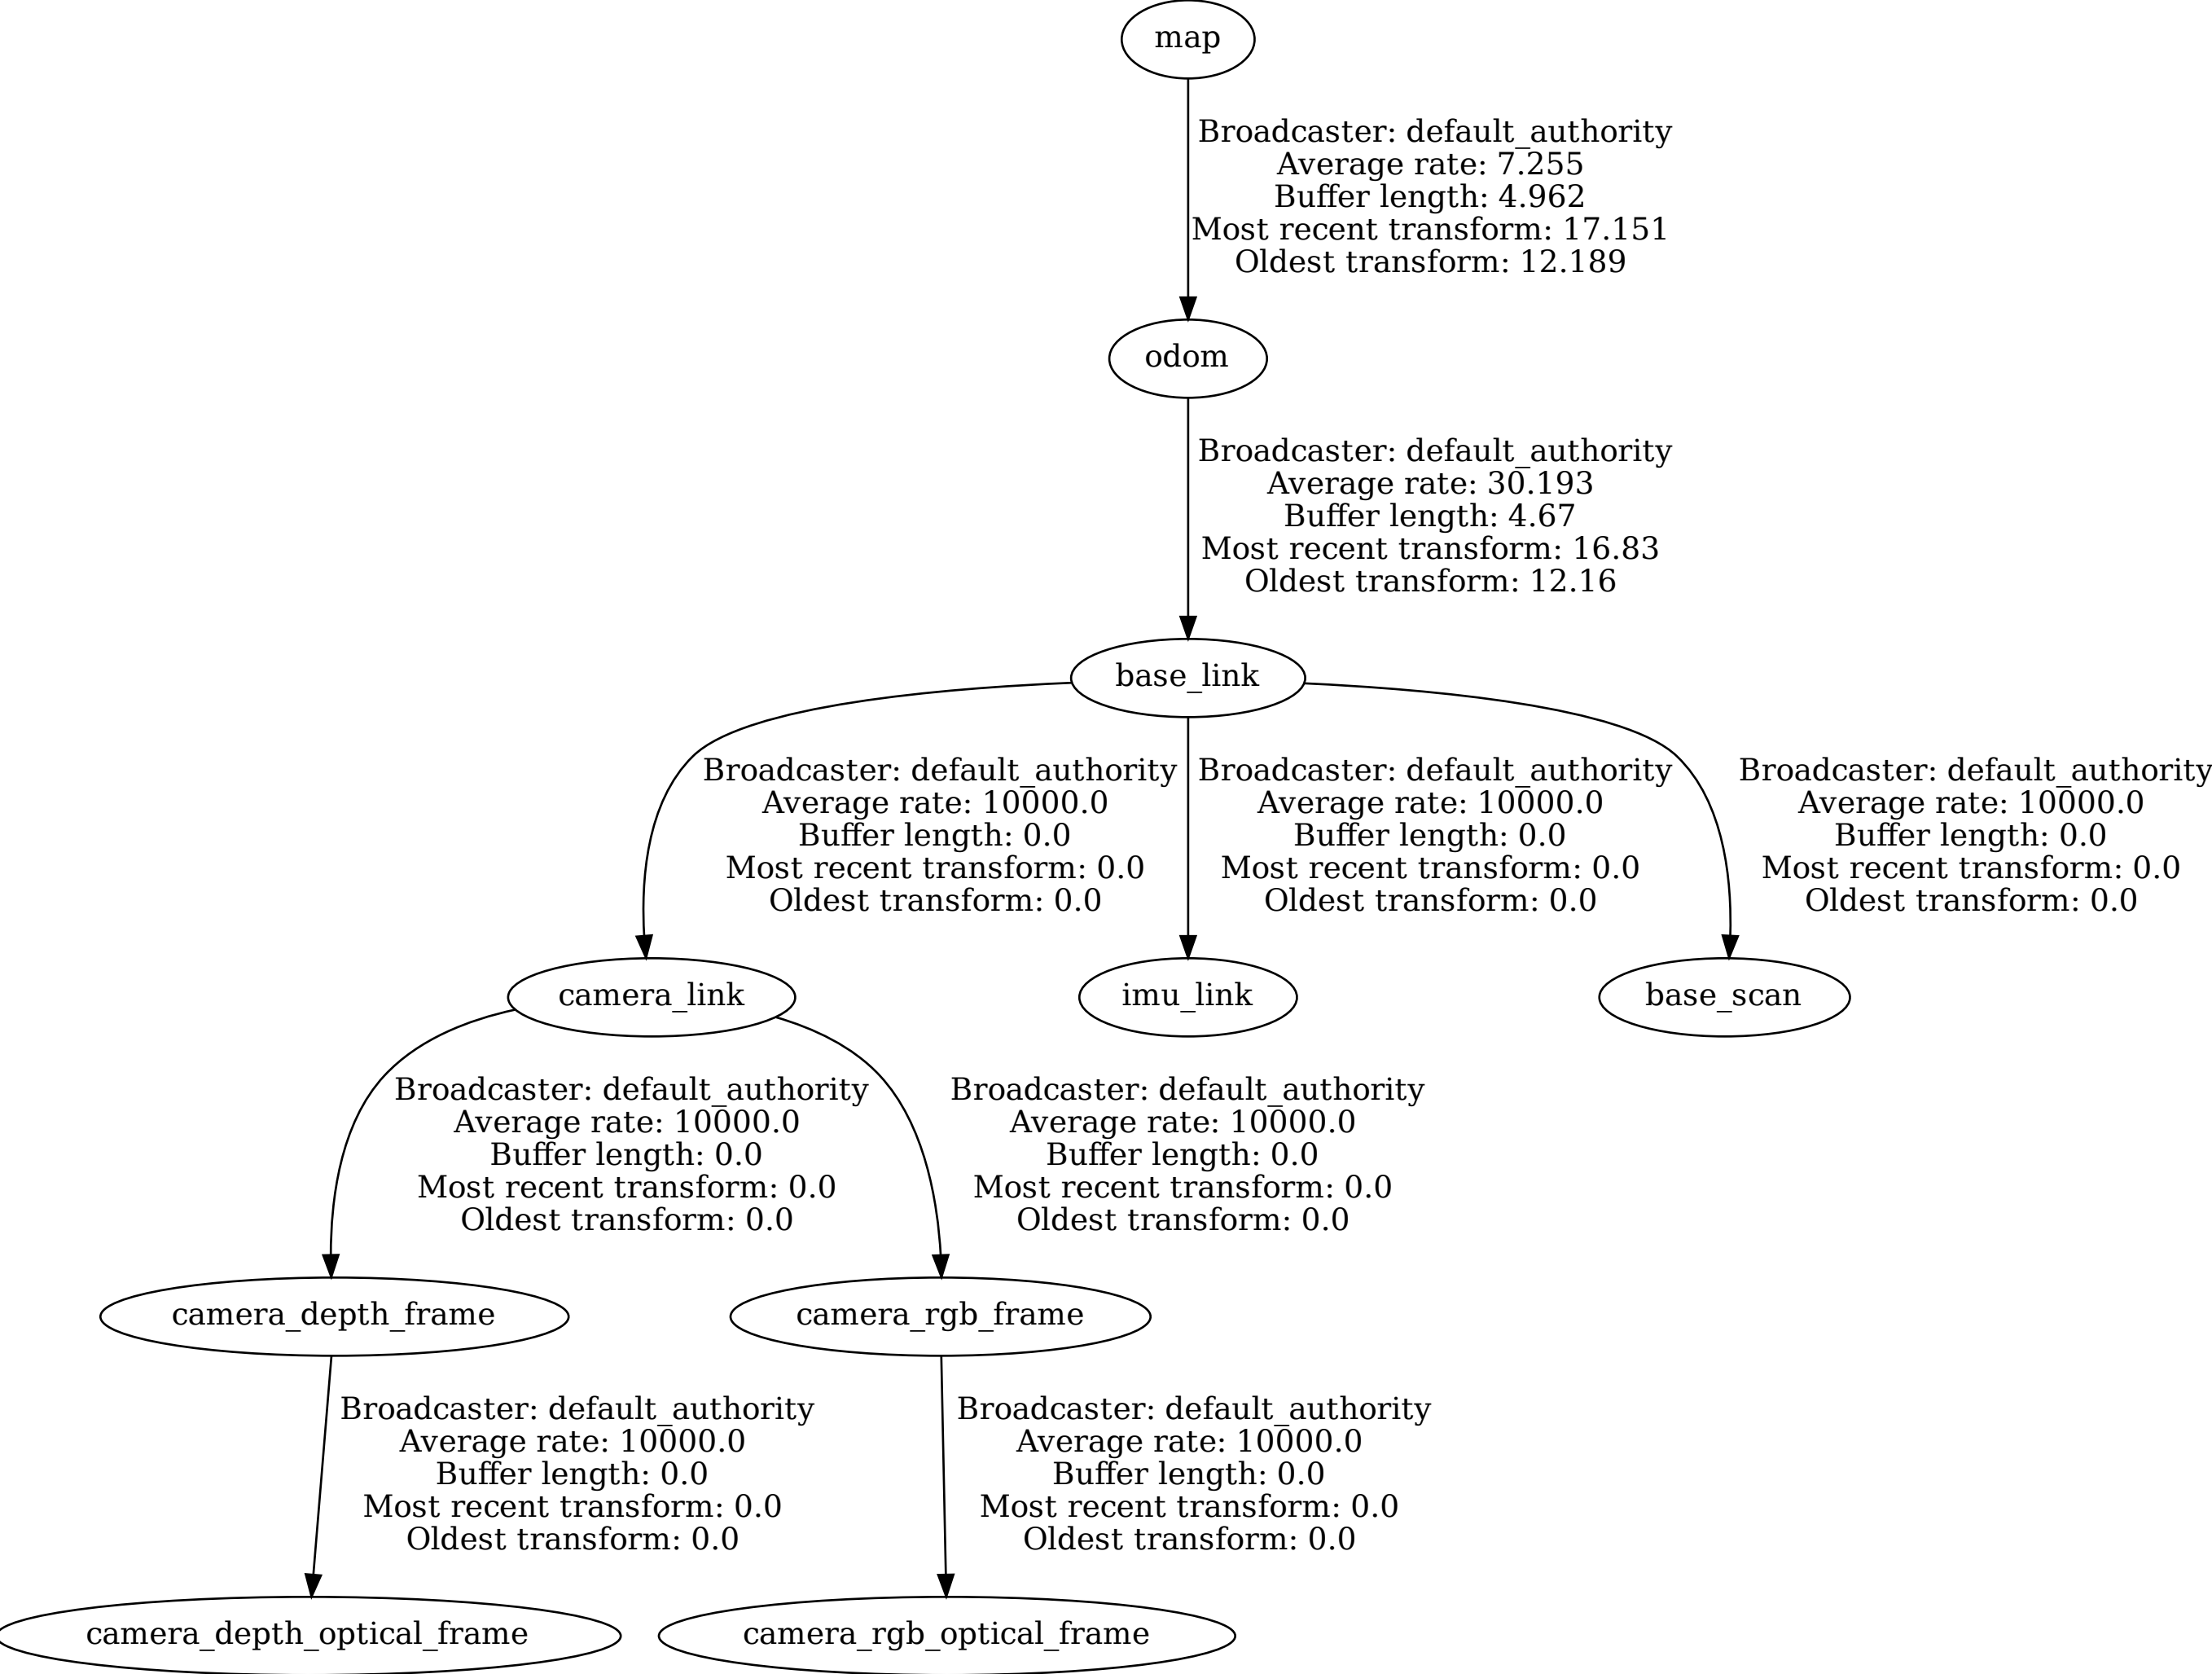 map
Broadcaster: default_authority
Average rate: 7.255
Buffer length: 4.962
Most recent transform: 17.151
Oldest transform: 12.189
odom
Broadcaster: default_authority
Average rate: 30.193
Buffer length: 4.67
Most recent transform: 16.83
Oldest transform: 12.16
base_link
Broadcaster: default_authority
Average rate: 10000.0
Buffer length: 0.0
Most recent transform: 0.0
Oldest transform: 0.0
Broadcaster: default_authority
Average rate: 10000.0
Buffer length: 0.0
Most recent transform: 0.0
Oldest transform: 0.0
Broadcaster: default_authority
Average rate: 10000.0
Buffer length: 0.0
Most recent transform: 0.0
Oldest transform: 0.0
camera_link
imu_link
base_scan
Broadcaster: default_authority
Average rate: 10000.0
Buffer length: 0.0
Most recent transform: 0.0
Oldest transform: 0.0
Broadcaster: default_authority
Average rate: 10000.0
Buffer length: 0.0
Most recent transform: 0.0
Oldest transform: 0.0
camera_depth_frame
camera_rgb_frame
Broadcaster: default_authority
Average rate: 10000.0
Buffer length: 0.0
Most recent transform: 0.0
Oldest transform: 0.0
Broadcaster: default_authority
Average rate: 10000.0
Buffer length: 0.0
Most recent transform: 0.0
Oldest transform: 0.0
camera_depth_optical_frame
camera_rgb_optical_frame